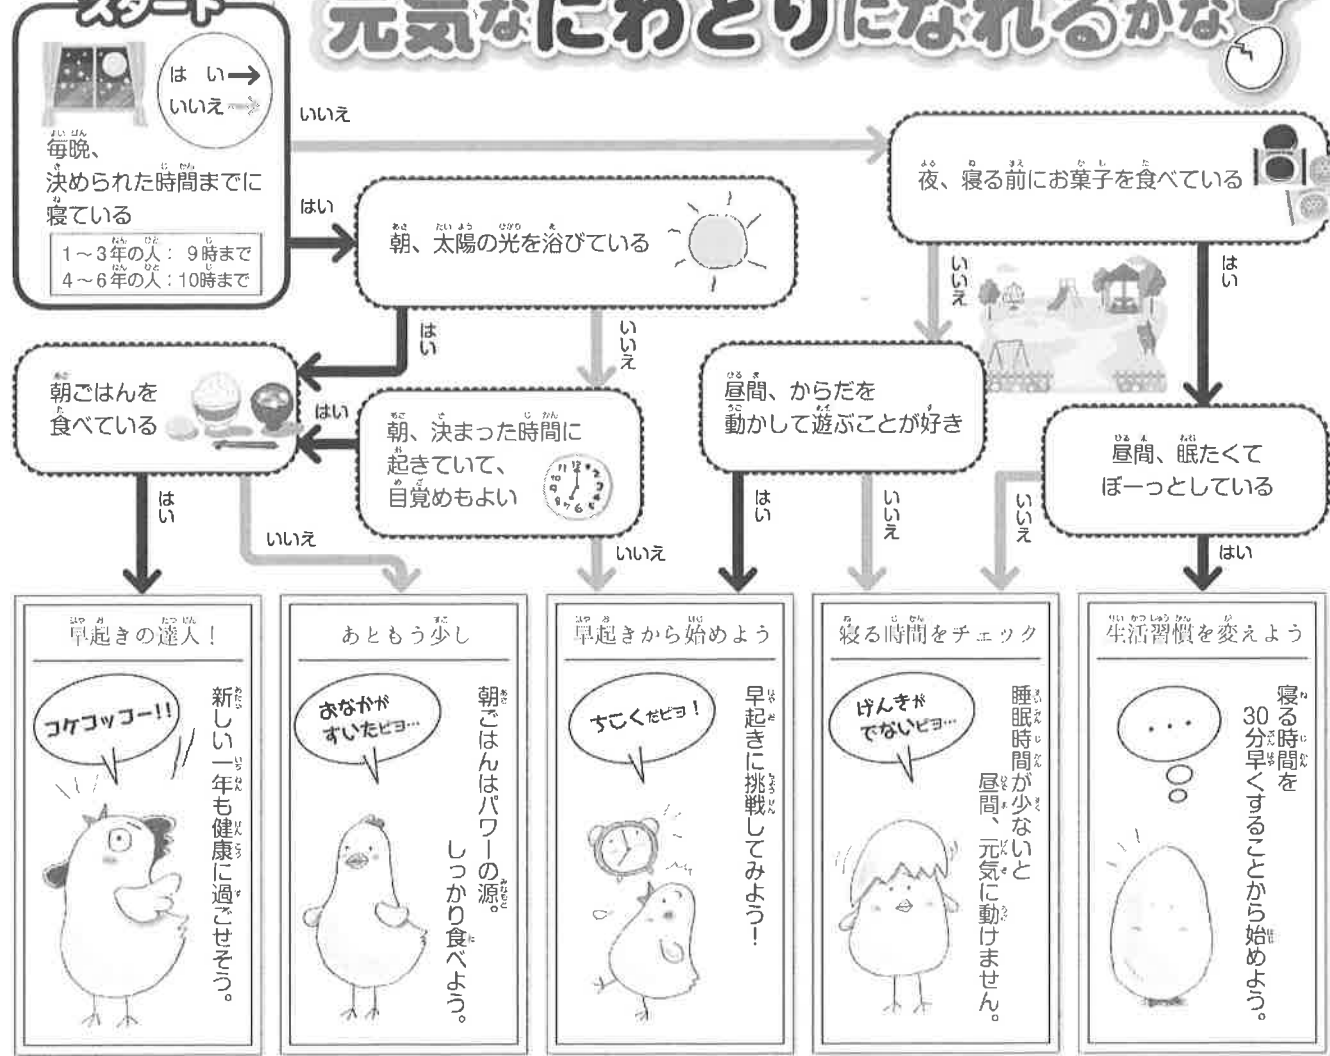 スタート
元気なにわとりになれるかな
はい
いいえ
毎晩、
決められた時間までに
寝ている
1～3年の人：9時まで
4～6年の人：10時まで
いいえ
はい
朝、太陽の光を浴びている
夜、寝る前にお菓子を食べている
はい
いいえ
いいえ
はい
朝ごはんを
食べている
はい
朝、決まった時間に
起きていて、
目覚めもよい
昼間、からだを
動かして遊ぶことが好き
昼間、眠たくて
ぼーっとしている
はい
いいえ
いいえ
はい
いいえ
いいえ
はい
早起きの達人！
コケコッコー!!
新しい一年も健康に過ごせそう。
あともう少し
おなかが
すいたピヨ…
朝ごはんはパワーの源。
しっかり食べよう。
早起きから始めよう
ちこくだピヨ！
早起きに挑戦してみよう！
寝る時間をチェック
げんきが
でないピヨ…
睡眠時間が少ないと
昼間、元気に動けません。
生活習慣を変えよう
・・・
寝る時間を
30分早くすることから始めよう。